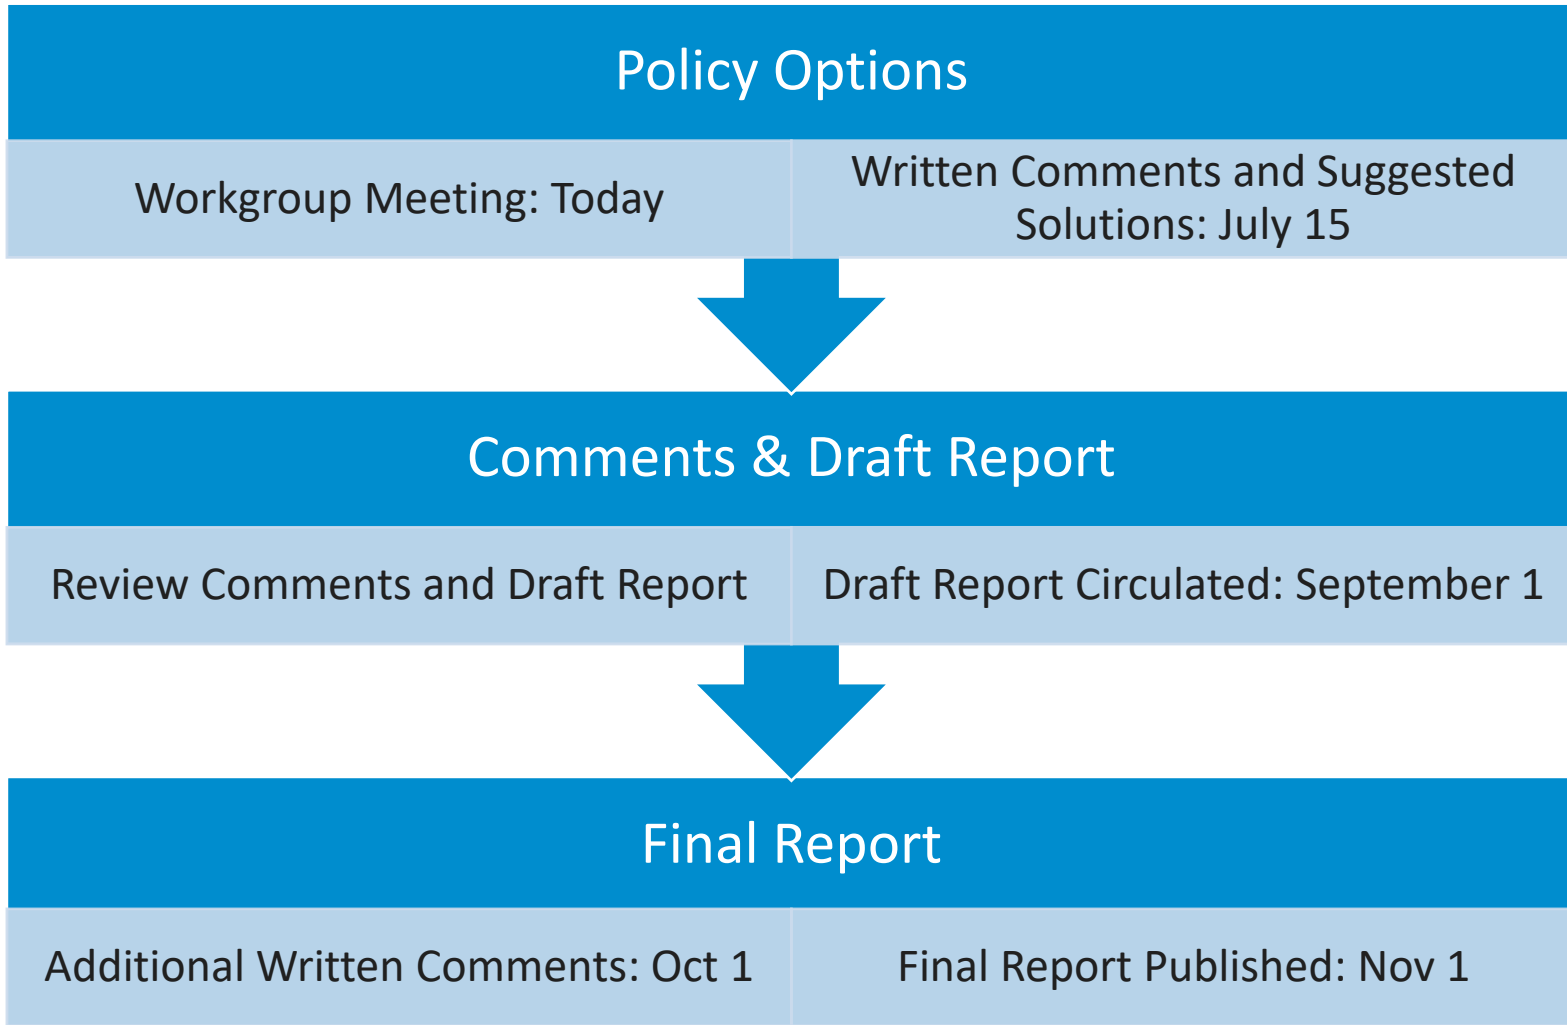 Policy Options
Workgroup Meeting: Today
Written Comments and Suggested
Solutions: July 15
Comments & Draft Report
Review Comments and Draft Report
Draft Report Circulated: September 1
Final Report
Additional Written Comments: Oct 1
Final Report Published: Nov 1